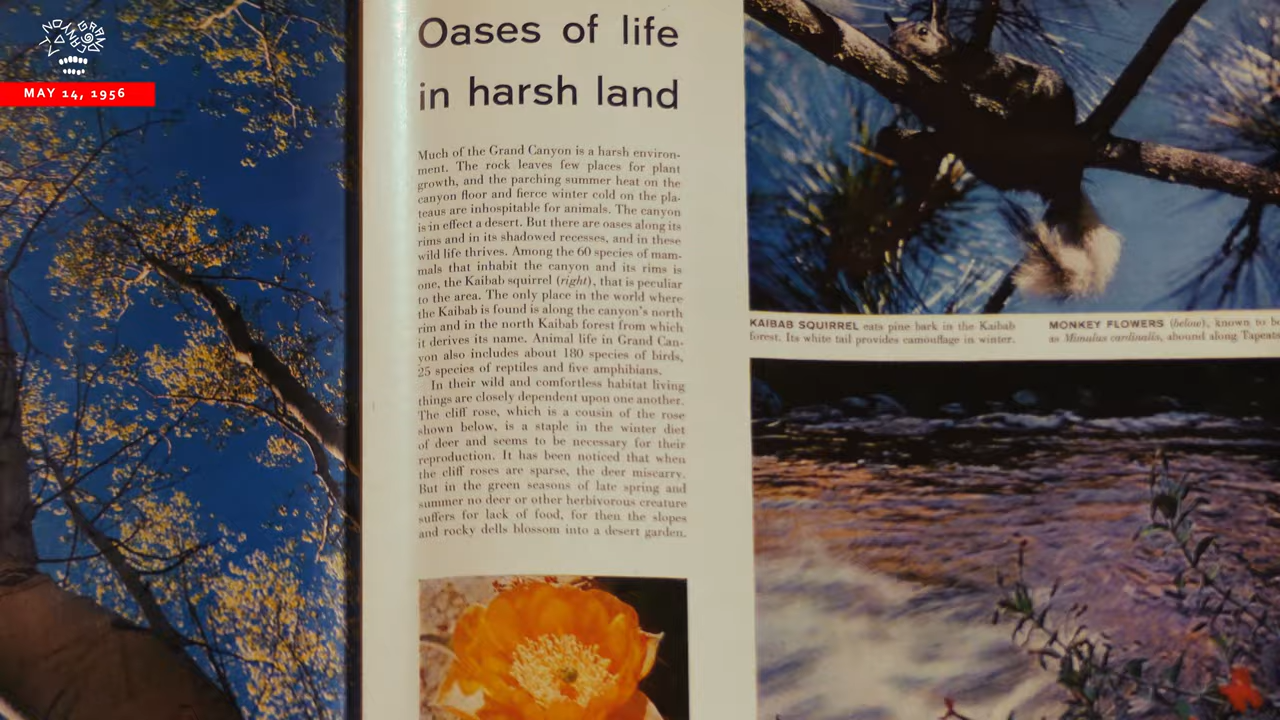 MAY 14, 1956
Oases of life
in harsh land
Much of the Grand Canyon is a harsh environ-
ment. The rock leaves few places for plant
growth, and the parching summer heat on the
canyon floor and fierce winter cold on the pla-
teaus are inhospitable for animals. The canyon
is in effect a desert. But there are oases along its
rims and in its shadowed recesses, and in these
wild life thrives. Among the 60 species of mam-
mals that inhabit the canyon and its rims is
one, the Kaibab squirrel (right), that is peculiar
to the area. The only place in the world where
the Kaibab is found is along the canyon's north
rim and in the north Kaibab forest from which
it derives its name. Animal life in Grand Can-
yon also includes about 180 species of birds,
25 species of reptiles and five amphibians.
In their wild and comfortless habitat living
things are closely dependent upon one another.
The cliff rose, which is a cousin of the rose
shown below, is a staple in the winter diet
of deer and seems to be necessary for their
reproduction. It has been noticed that when
the cliff roses are sparse, the deer miscarry.
But in the green seasons of late spring and
summer no deer or other herbivorous creature
suffers for lack of food, for then the slopes
and rocky dells blossom into a desert garden.
KAIBAB SQUIRREL eats pine bark in the Kaibab
forest. Its white tail provides camouflage in winter.
MONKEY FLOWERS (below), known to
as Mimulus cardinalis, abound along Tapeats